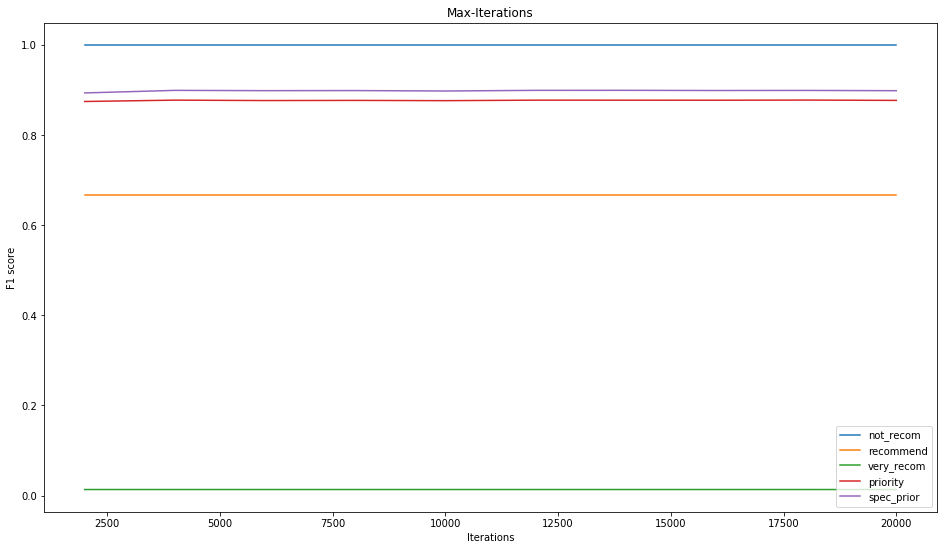 Max-Iterations
F1 score
1.0
0.8
0.6
0.4
0.2
0.0
not_recom
recommend
very_recom
priority
spec_prior
2500
5000
7500
10000
12500
15000
17500
20000
Iterations